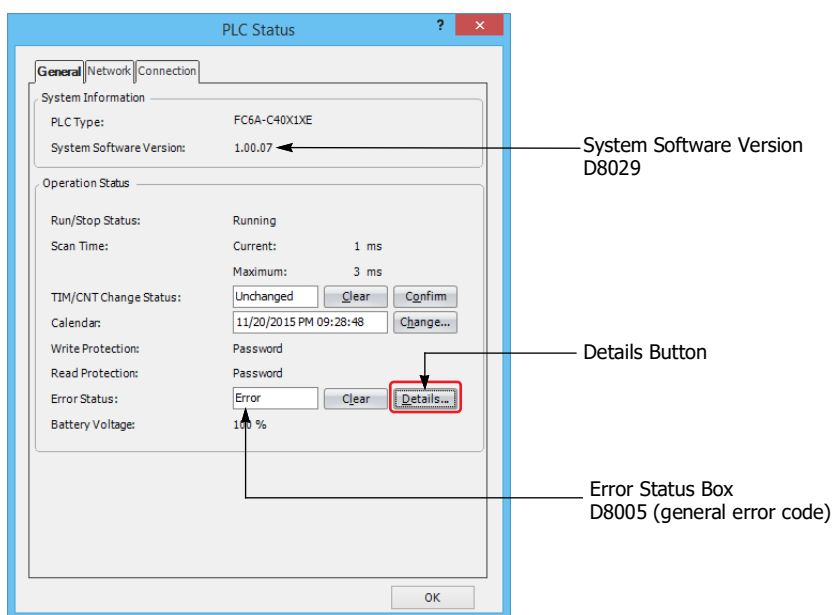 PLC Status
?
×
General Network Connection
System Information
PLC Type: FC6A-C40X1XE
System Software Version: 1.00.07
System Software Version
D8029
Operation Status
Run/Stop Status: Running
Scan Time: Current: 1 ms
Maximum: 3 ms
TIM/CNT Change Status: Unchanged Clear Confirm
Calendar: 11/20/2015 PM 09:28:48 Change...
Write Protection: Password
Details Button
Read Protection: Password
Error Status: Error Clear Details...
Battery Voltage: 100 %
Error Status Box
D8005 (general error code)
OK